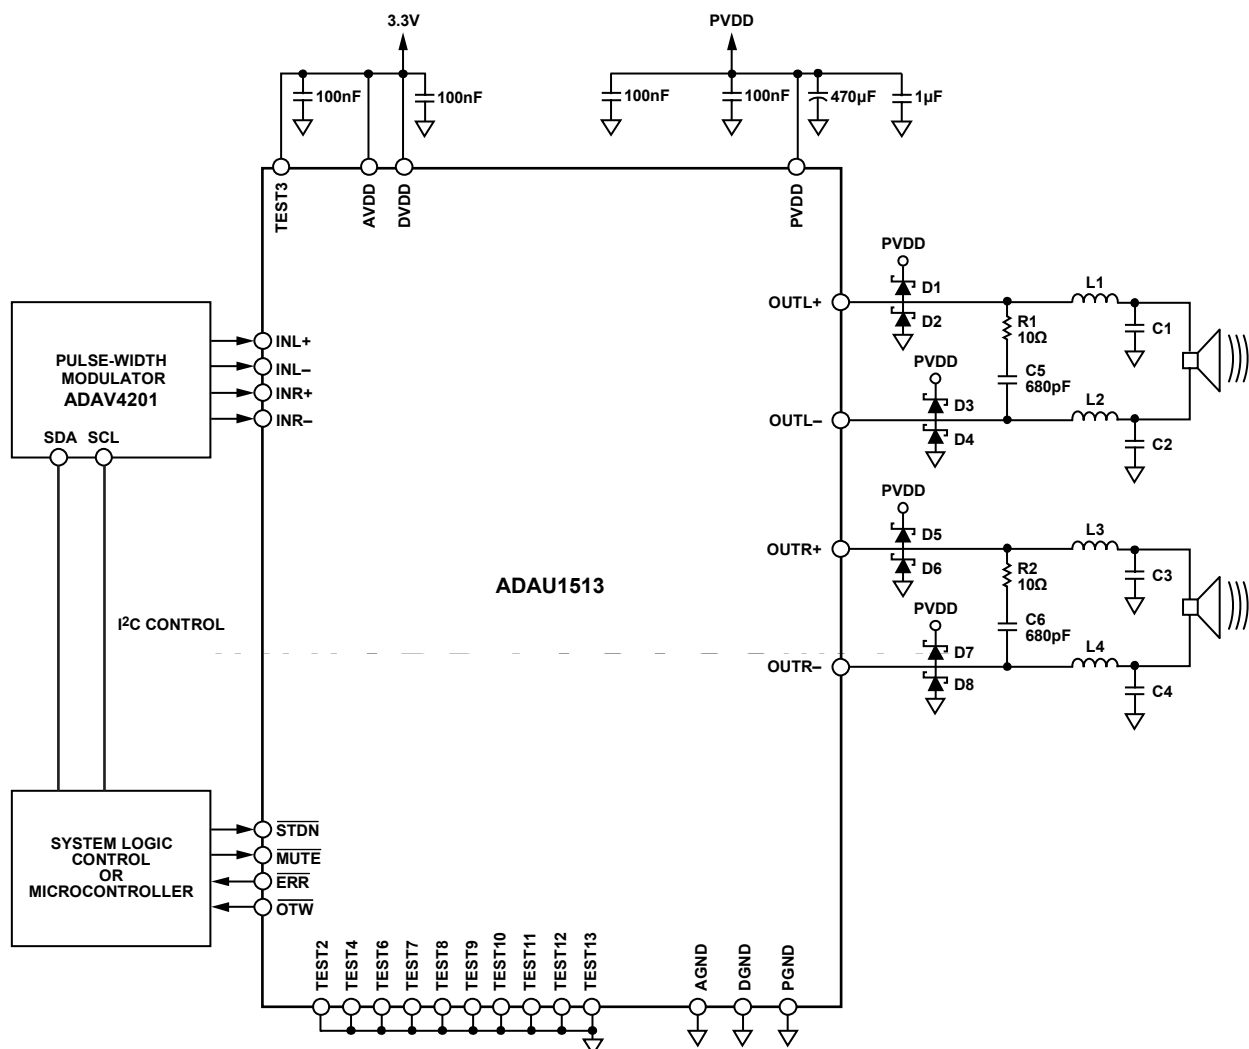 3.3V
PVDD
100nF
100nF
100nF
100nF
470µF
1µF
TEST3
AVDD
DVDD
PVDD
PULSE-WIDTH
MODULATOR
ADAV4201
SDA
SCL
INL+
INL–
INR+
INR–
I²C CONTROL
ADAU1513
OUTL+
OUTL–
OUTR+
OUTR–
PVDD
D1
D2
PVDD
D3
D4
R1
10Ω
C5
680pF
L1
C1
L2
C2
PVDD
D5
D6
PVDD
D7
D8
R2
10Ω
C6
680pF
L3
C3
L4
C4
SYSTEM LOGIC
CONTROL
OR
MICROCONTROLLER
STDN
MUTE
ERR
OTW
TEST2
TEST4
TEST6
TEST7
TEST8
TEST9
TEST10
TEST11
TEST12
TEST13
AGND
DGND
PGND